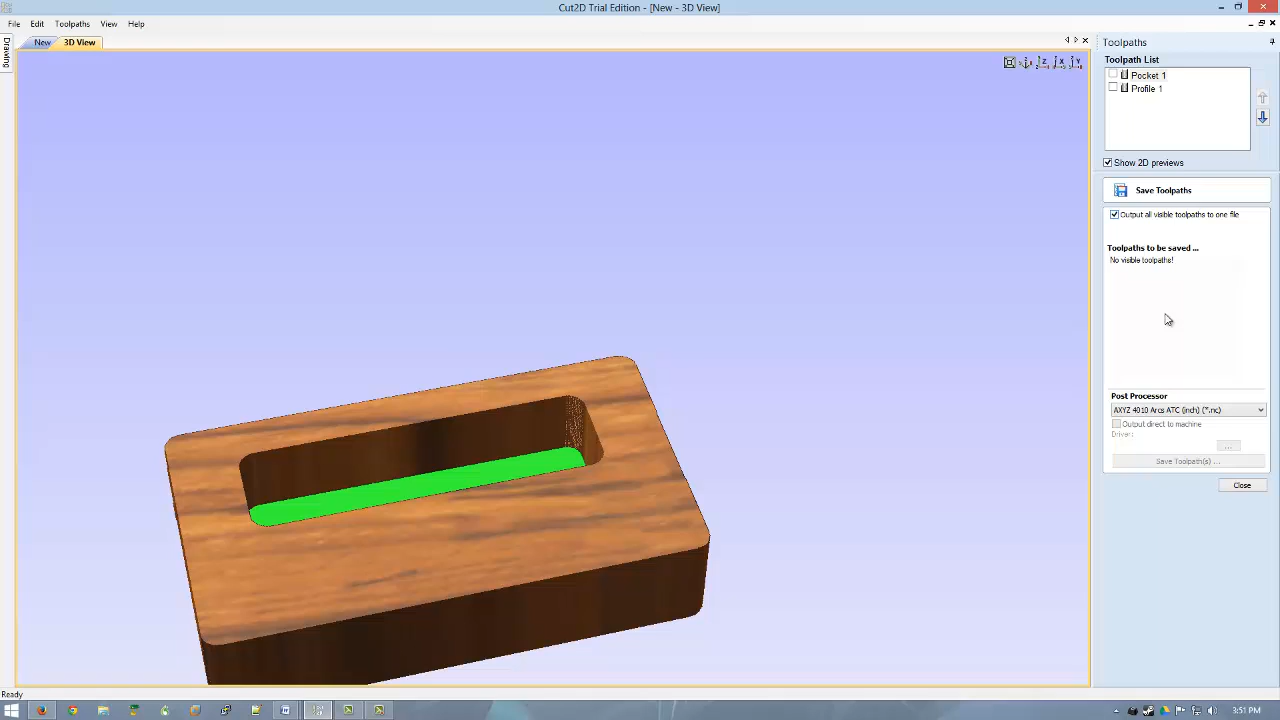 Cut2D Trial Edition - [New - 3D View]
File Edit Toolpaths View Help
New 3D View
Drawing
Toolpaths
Toolpath List
Pocket 1
Profile 1
Show 2D previews
Save Toolpaths
Output all visible toolpaths to one file
Toolpaths to be saved ...
No visible toolpaths!
Post Processor
AXYZ 4010 Arcs ATC (inch) (*.nc)
Output direct to machine
Driver:
...
Save Toolpath(s) ...
Close
Ready
3:51 PM